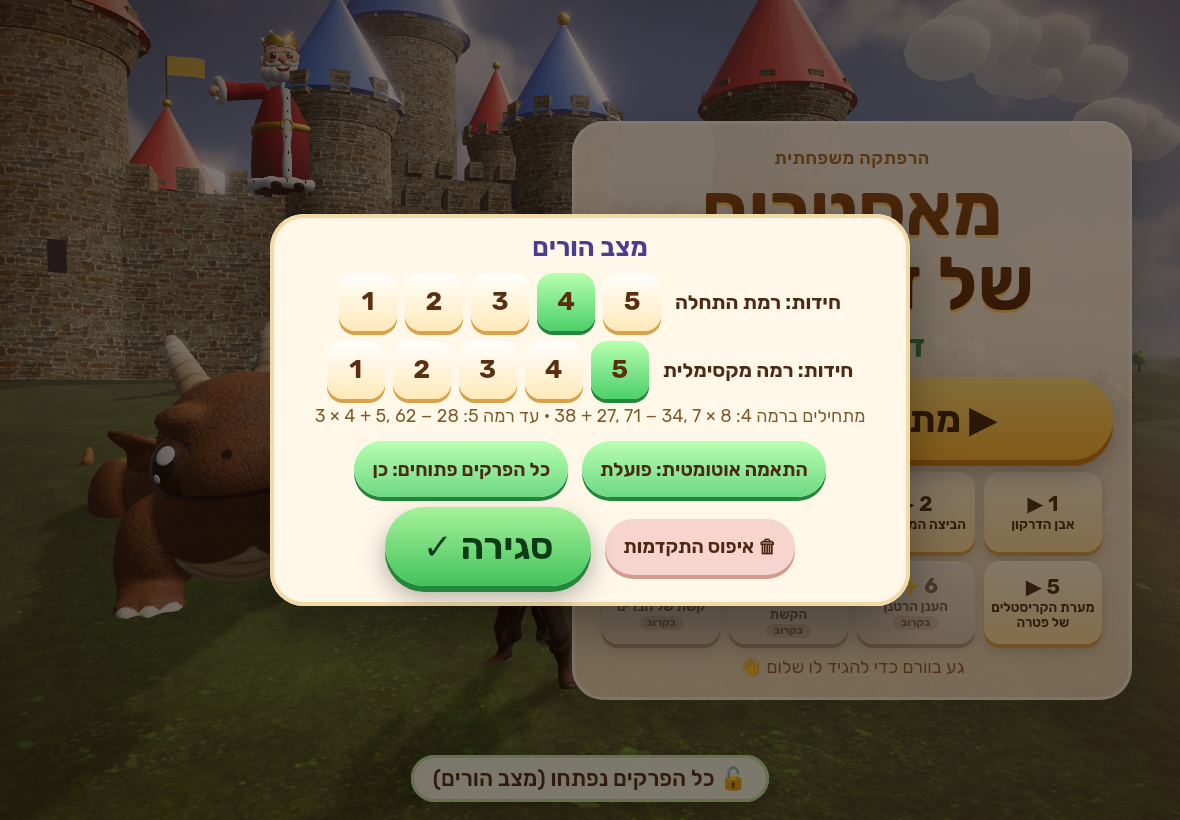 הרפתקה משפחתית
של
מצב הורים
חידות: רמת התחלה 5 4 3 2 1
חידות: רמה מקסימלית 5 4 3 2 1
מתחילים ברמה 4: 8 × 7 ,34 − 71 ,27 + 38 • עד רמה 5: 28 − 62 ,5 + 4 × 3
התאמה אוטומטית: פועלת
כל הפרקים פתוחים: כן
🗑 איפוס התקדמות
סגירה ✓
1 ▶
אבן הדרקון
2 ▶
הביצה
5 ▶
מערת הקריסטלים
של פטרה
6
הענן הרטנן
בקרוב
הקשת
בקרוב
קשת של חברים
בקרוב
גע בוורם כדי להגיד לו שלום 👋
🔓 כל הפרקים נפתחו (מצב הורים)